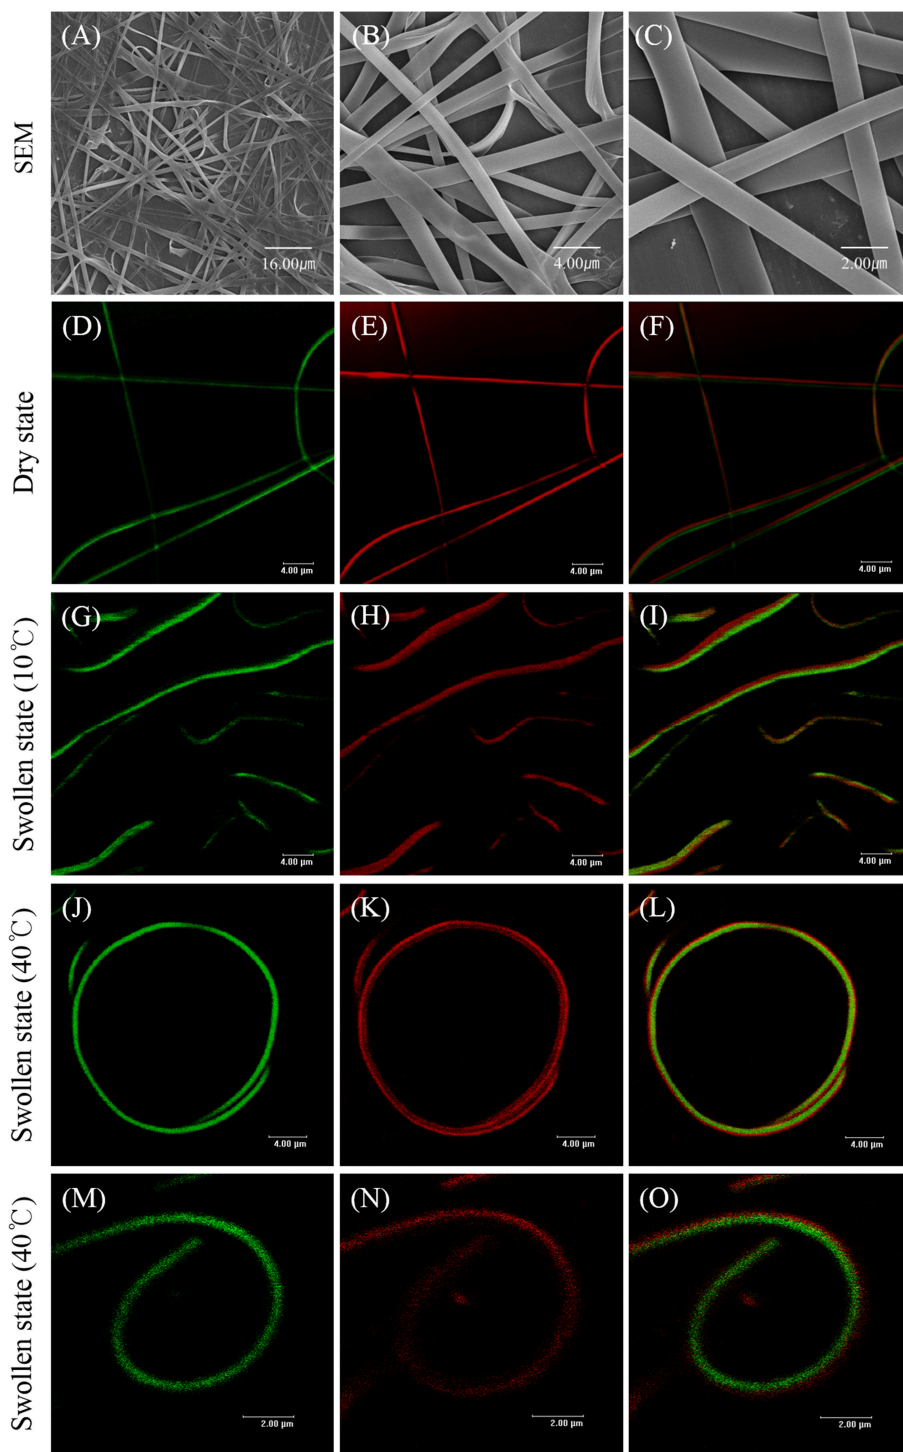 SEM
(A)
16.00㎛
(B)
4.00㎛
(C)
2.00㎛
Dry state
(D)
4.00 µm
(E)
4.00 µm
(F)
4.00 µm
Swollen state (10℃)
(G)
4.00 µm
(H)
4.00 µm
(I)
4.00 µm
Swollen state (40℃)
(J)
4.00 µm
(K)
4.00 µm
(L)
4.00 µm
Swollen state (40℃)
(M)
2.00 µm
(N)
2.00 µm
(O)
2.00 µm